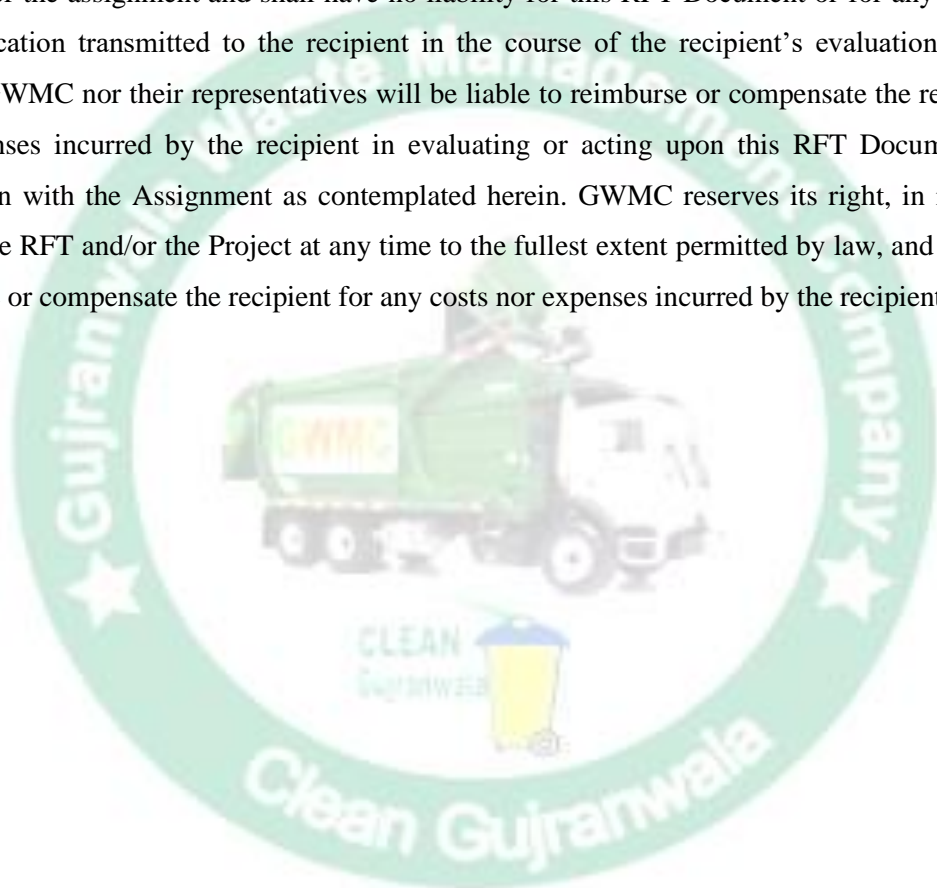 the assignment and shall have no liability for this RFT Document or for any
cation transmitted to the recipient in the course of the recipient's evaluation
WMC nor their representatives will be liable to reimburse or compensate the re
nses incurred by the recipient in evaluating or acting upon this RFT Docum
n with the Assignment as contemplated herein. GWMC reserves its right, in
e RFT and/or the Project at any time to the fullest extent permitted by law, and
or compensate the recipient for any costs nor expenses incurred by the recipient
Gujranwala Waste Management Company
GWMC
CLEAN
Gujranwala
Clean Gujranwala